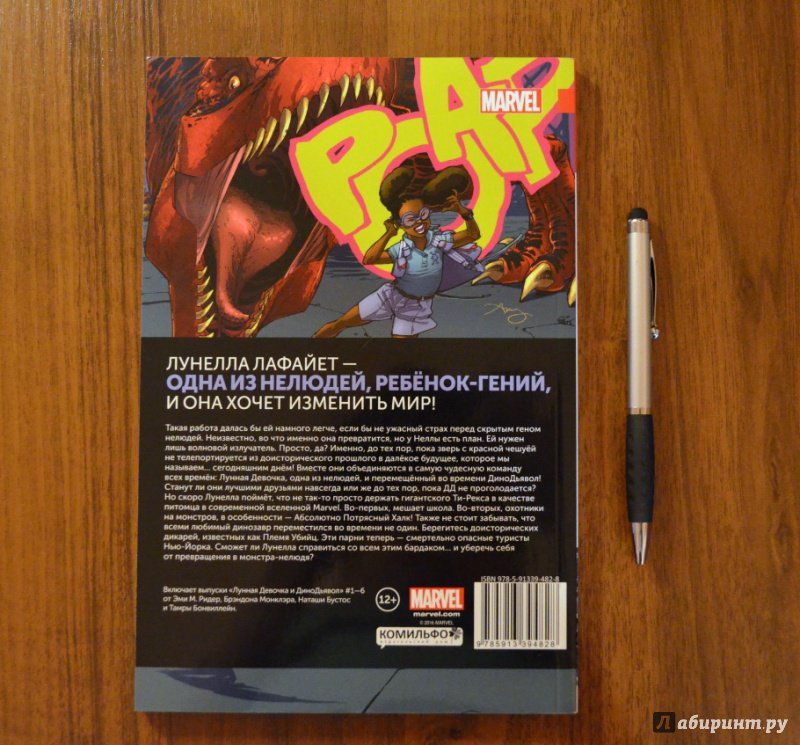 РОАР
MARVEL
ЛУНЕЛЛА ЛАФАЙЕТ —
ОДНА ИЗ НЕЛЮДЕЙ, РЕБЁНОК-ГЕНИЙ,
И ОНА ХОЧЕТ ИЗМЕНИТЬ МИР!
Такая работа далась бы ей намного легче, если бы не ужасный страх перед скрытым геном
нелюдей. Неизвестно, во что именно она превратится, но у Неллы есть план. Ей нужен
лишь волновой излучатель. Просто, да? Именно, до тех пор, пока зверь с красной чешуёй
не телепортируется из доисторического прошлого в далёкое будущее, которое мы
называем... сегодняшним днём! Вместе они объединяются в самую чудесную команду
всех времён: Лунная Девочка, одна из нелюдей, и перемещённый во времени ДиноДьявол!
Станут ли они лучшими друзьями навсегда или же до тех пор, пока ДД не проголодается?
Но скоро Лунелла поймёт, что не так-то просто держать гигантского Ти-Рекса в качестве
питомца в современной вселенной Marvel. Во-первых, мешает школа. Во-вторых, охотники
на монстров, в особенности — Абсолютно Потрясный Халк! Также не стоит забывать, что
всеми любимый динозавр переместился во времени не один. Берегитесь доисторических
дикарей, известных как Племя Убийц. Эти парни теперь — смертельно опасные туристы
Нью-Йорка. Сможет ли Лунелла справиться со всем этим бардаком... и уберечь себя
от превращения в монстра-нелюдя?
Включает выпуски «Лунная Девочка и ДиноДьявол» #1—6
от Эми М. Ридер, Брэндона Монклэра, Наташи Бустос
и Тамры Бонвиллейн.
12+
MARVEL
marvel.com
© 2016 MARVEL
КОМИЛЬФО
издательский дом
ISBN 978-5-91339-482-8
9785913394828
Лабиринт.ру